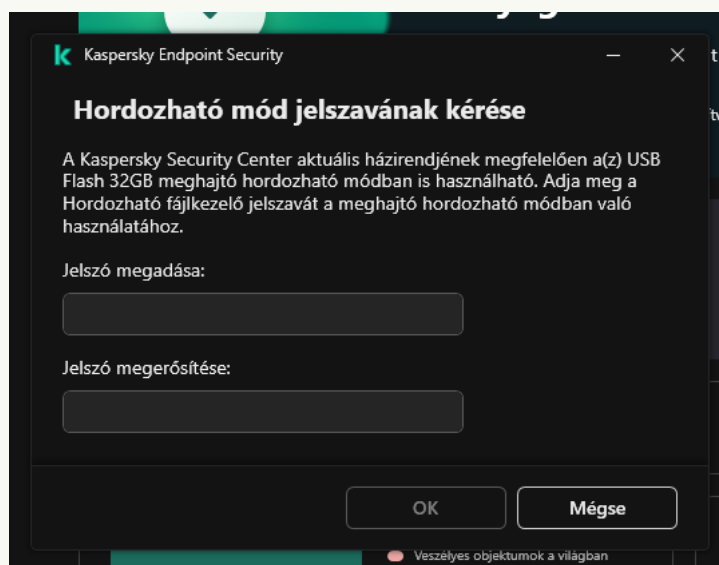 Kaspersky Endpoint Security
Hordozható mód jelszavának kérése
A Kaspersky Security Center aktuális házirendjének megfelelően a(z) USB
Flash 32GB meghajtó hordozható módban is használható. Adja meg a
Hordozható fájlkezelő jelszavát a meghajtó hordozható módban való
használatához.
Jelszó megadása:
Jelszó megerősítése:
OK
Mégse
Veszélyes objektumok a világban